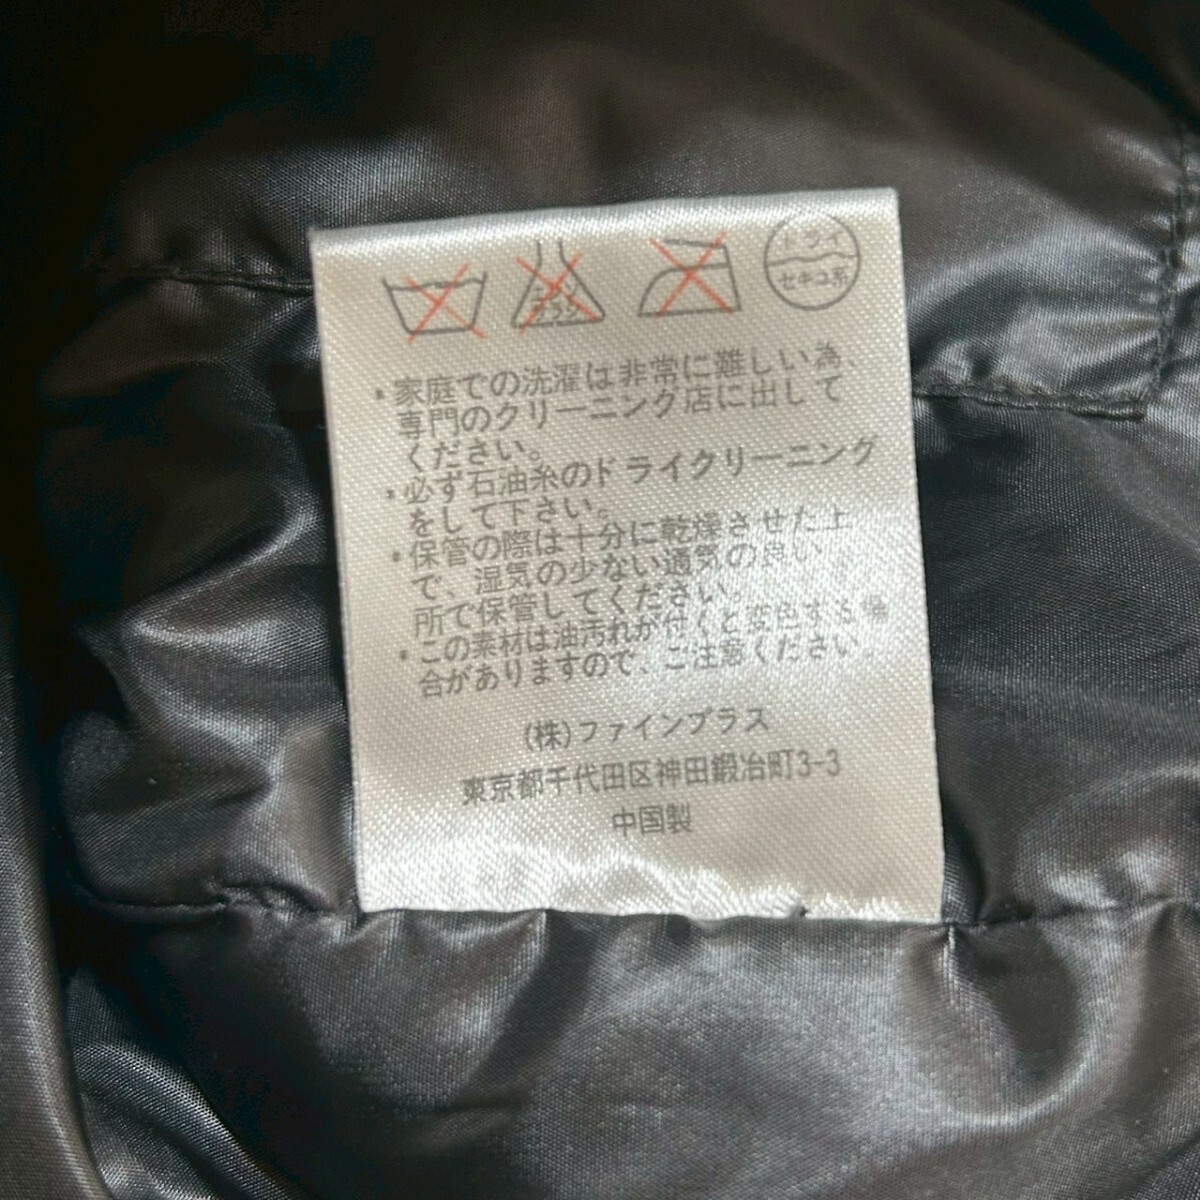 エンソ
ドライ
セキユ系
・家庭での洗濯は非常に難しい為、
専門のクリーニング店に出して
ください。
・必ず石油糸のドライクリーニング
をして下さい。
・保管の際は十分に乾燥させた上
で、湿気の少ない通気の良い
所で保管してください。
・この素材は油汚れが付くと変色する場
合がありますので、ご注意ください。
(株)ファインプラス
東京都千代田区神田鍛冶町3-3
中国製